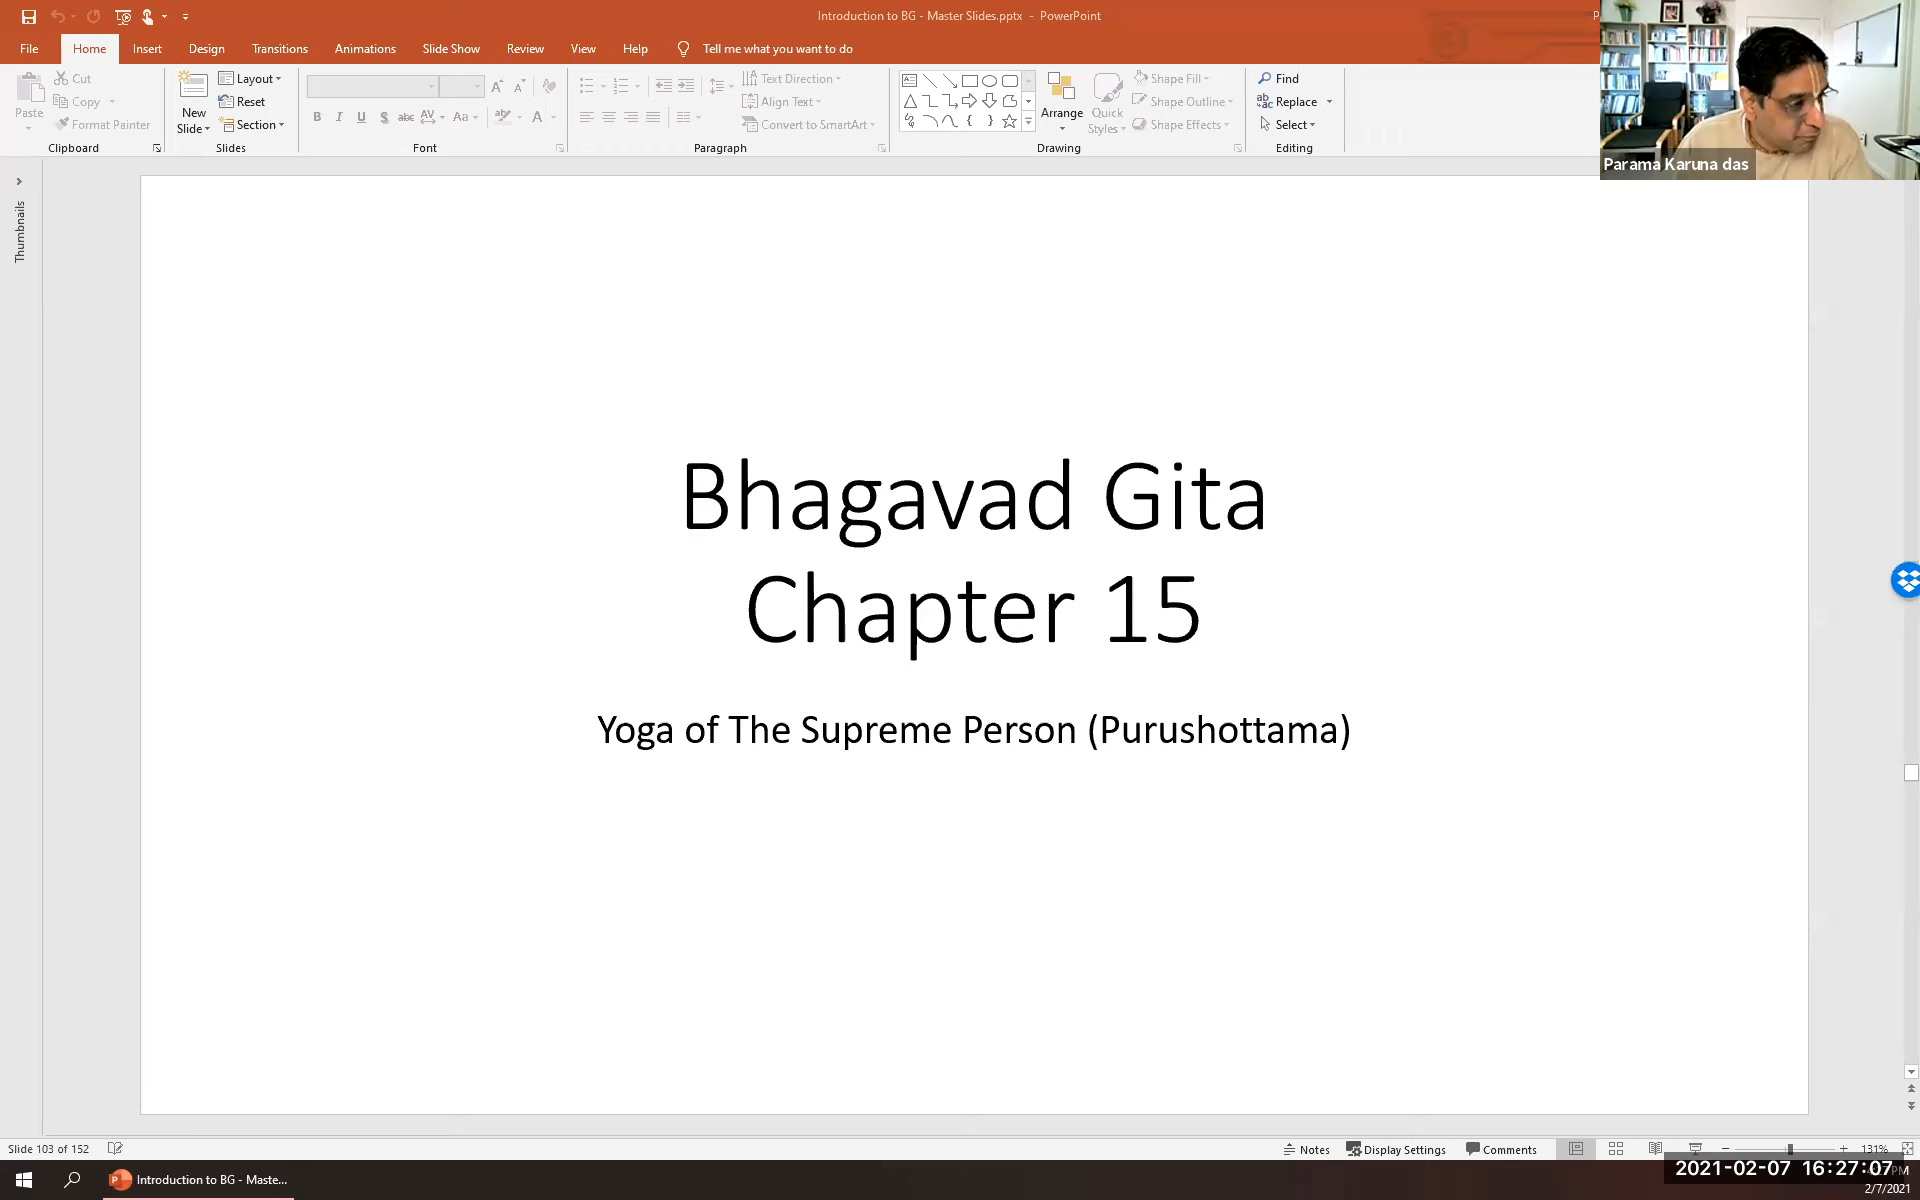 Introduction to BG - Master Slides.pptx - PowerPoint
File Home Insert Design Transitions Animations Slide Show Review View Help Tell me what you want to do
Paste
Cut
Copy
Format Painter
Clipboard
New
Slide
Layout
Reset
Section
Slides
B I U S abc AV Aa A
Font
Text Direction
Align Text
Convert to SmartArt
Paragraph
Arrange
Quick
Styles
Shape Fill
Shape Outline
Shape Effects
Drawing
Find
Replace
Select
Editing
Parama Karuna das
Thumbnails
Bhagavad Gita
Chapter 15
Yoga of The Supreme Person (Purushottama)
Slide 103 of 152
Notes Display Settings Comments 131%
Introduction to BG - Maste...
2021-02-07 16:27:07
2/7/2021